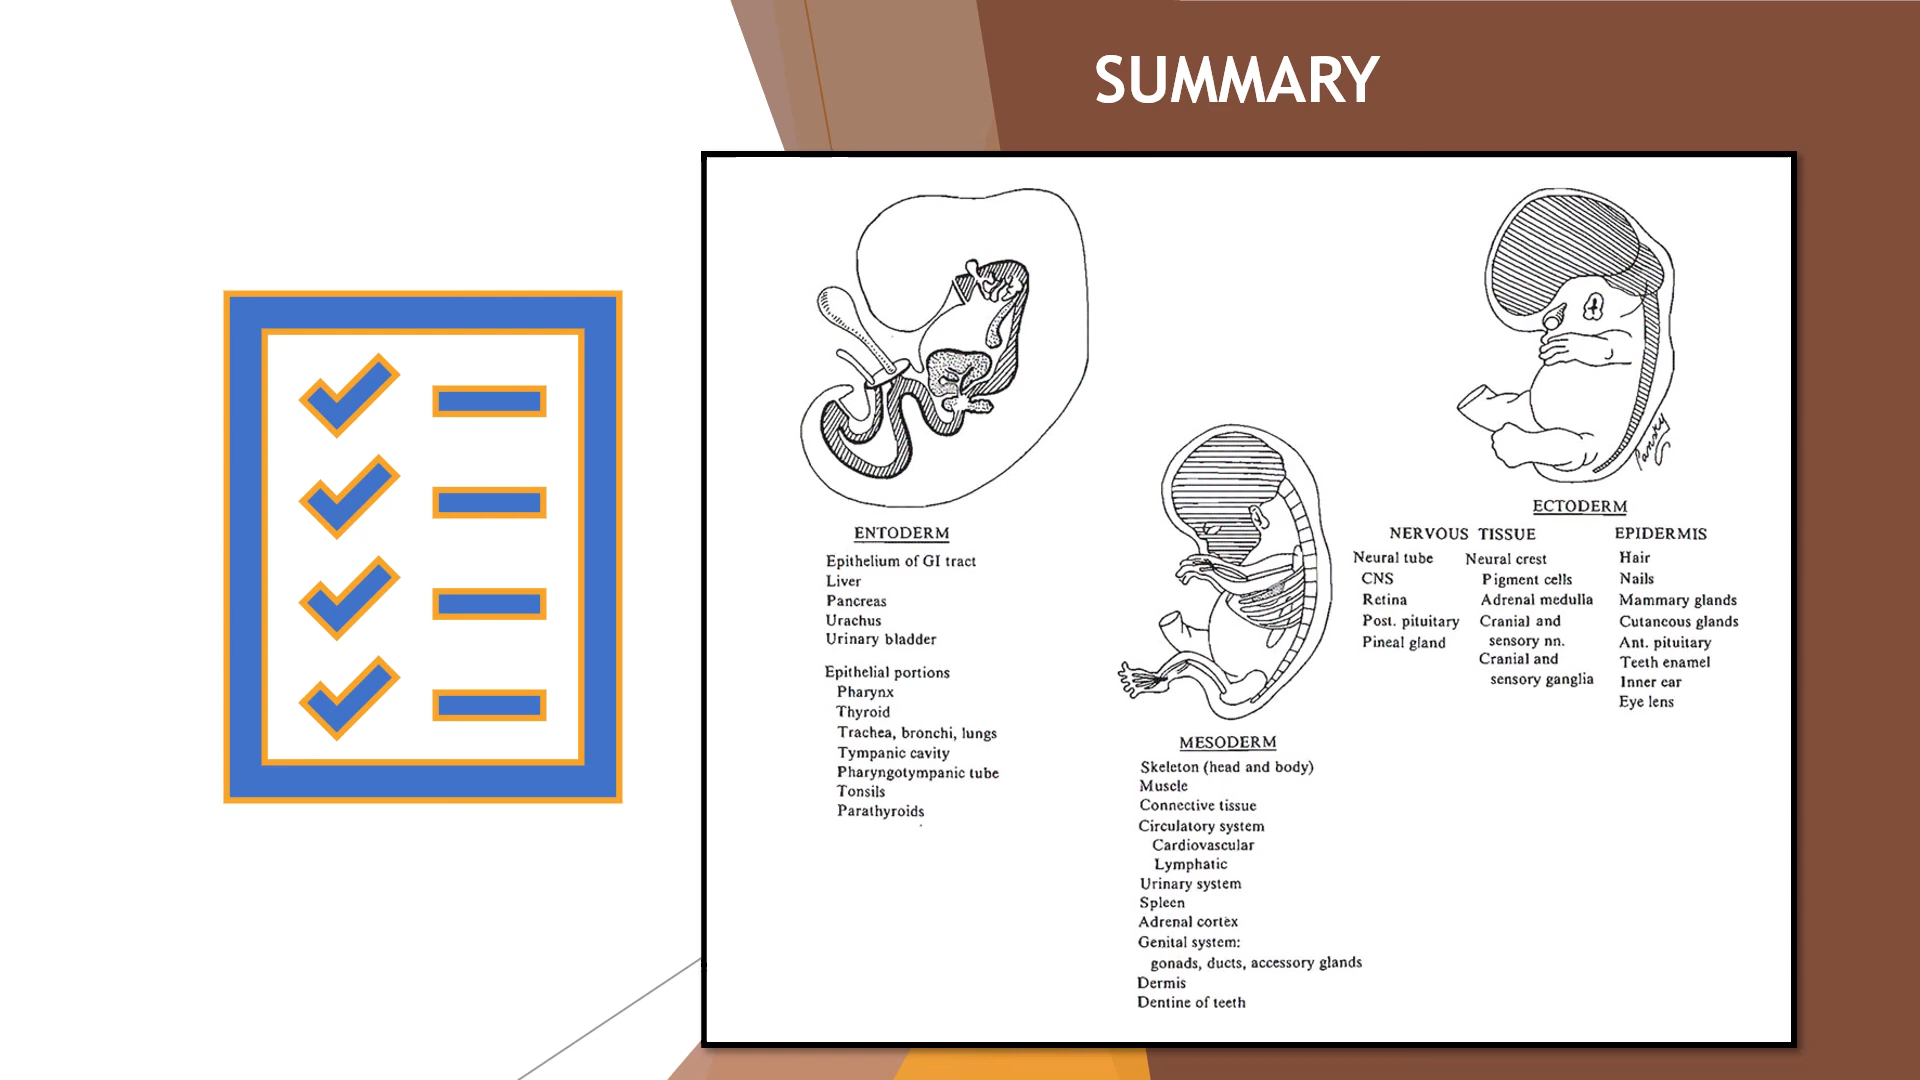 SUMMARY
ENTODERM
Epithelium of GI tract
Liver
Pancreas
Urachus
Urinary bladder
Epithelial portions
Pharynx
Thyroid
Trachea, bronchi, lungs
Tympanic cavity
Pharyngotympanic tube
Tonsils
Parathyroids
MESODERM
Skeleton (head and body)
Muscle
Connective tissue
Circulatory system
Cardiovascular
Lymphatic
Urinary system
Spleen
Adrenal cortex
Genital system:
gonads, ducts, accessory glands
Dermis
Dentine of teeth
Pansky
ECTODERM
NERVOUS TISSUE
Neural tube
CNS
Retina
Post. pituitary
Pineal gland
Neural crest
Pigment cells
Adrenal medulla
Cranial and
sensory nn.
Cranial and
sensory ganglia
EPIDERMIS
Hair
Nails
Mammary glands
Cutaneous glands
Ant. pituitary
Teeth enamel
Inner ear
Eye lens